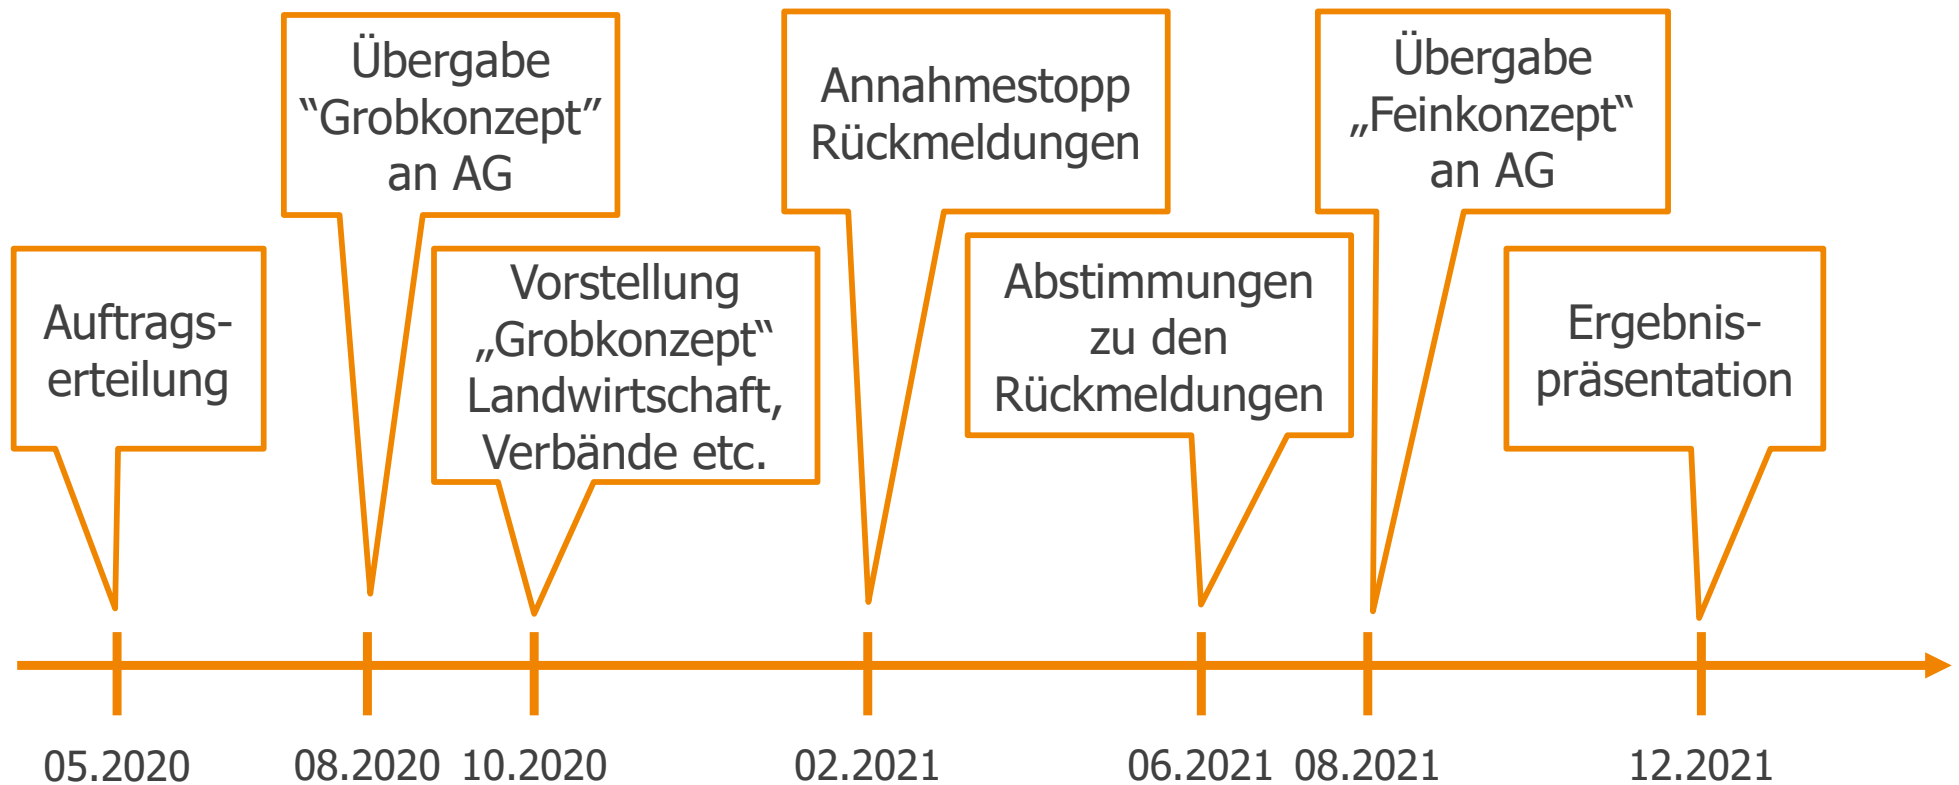 Übergabe
“Grobkonzept”
an AG
Annahmestopp
Rückmeldungen
Übergabe
„Feinkonzept“
an AG
Auftrags-
erteilung
Vorstellung
„Grobkonzept“
Landwirtschaft,
Verbände etc.
Abstimmungen
zu den
Rückmeldungen
Ergebnis-
präsentation
05.2020
08.2020
10.2020
02.2021
06.2021
08.2021
12.2021